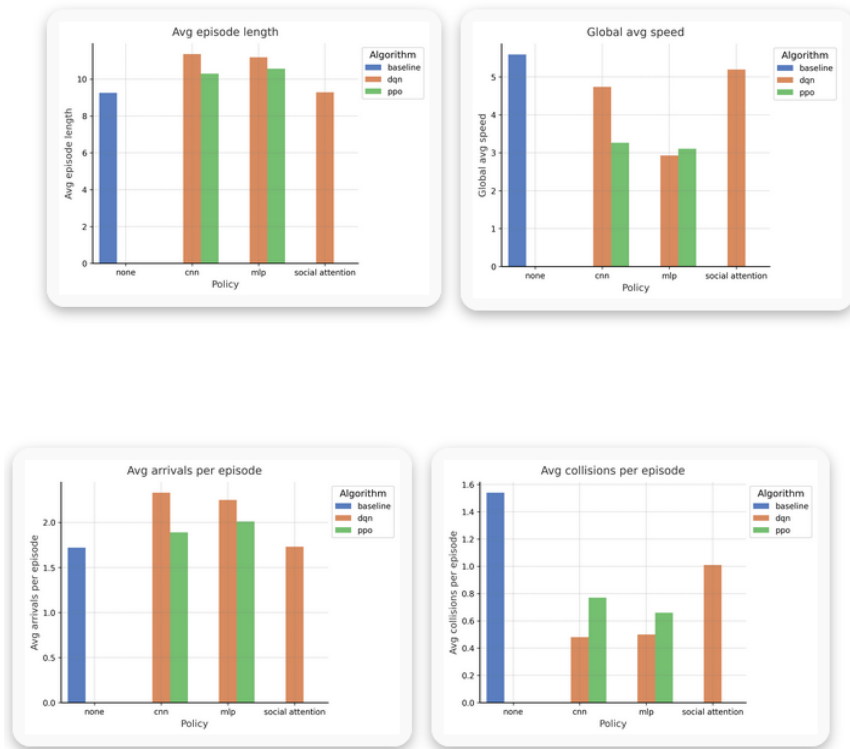 Avg episode length
Algorithm
baseline
dqn
ppo
Avg episode length
10
8
6
4
2
0
none
cnn
mlp
social attention
Policy
Global avg speed
Algorithm
baseline
dqn
ppo
Global avg speed
5
4
3
2
1
0
none
cnn
mlp
social attention
Policy
Avg arrivals per episode
Algorithm
baseline
dqn
ppo
Avg arrivals per episode
2.0
1.5
1.0
0.5
0.0
none
cnn
mlp
social attention
Policy
Avg collisions per episode
Algorithm
baseline
dqn
ppo
Avg collisions per episode
1.6
1.4
1.2
1.0
0.8
0.6
0.4
0.2
0.0
none
cnn
mlp
social attention
Policy